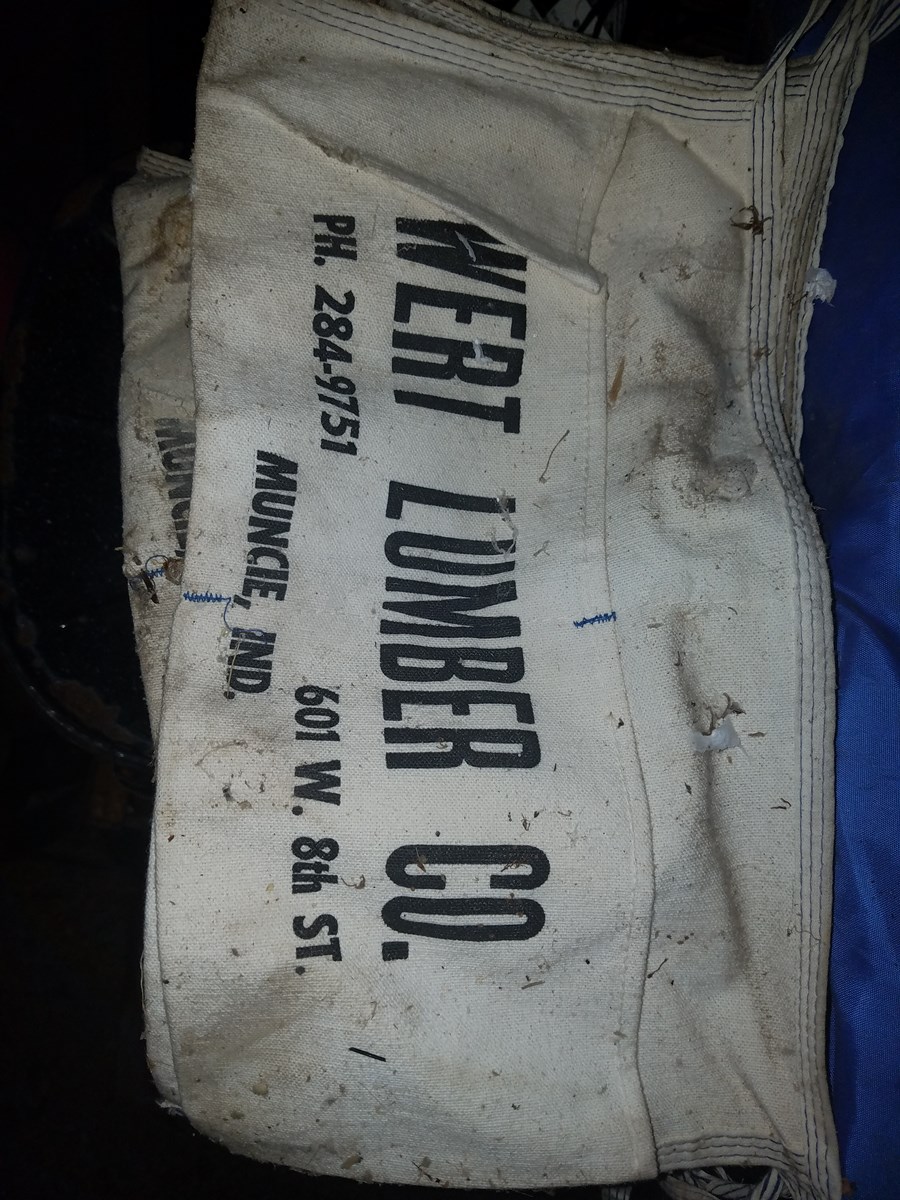 WERT LUMBER CO.
PH. 284-9751 601 W. 8th ST.
MUNCIE, IND.